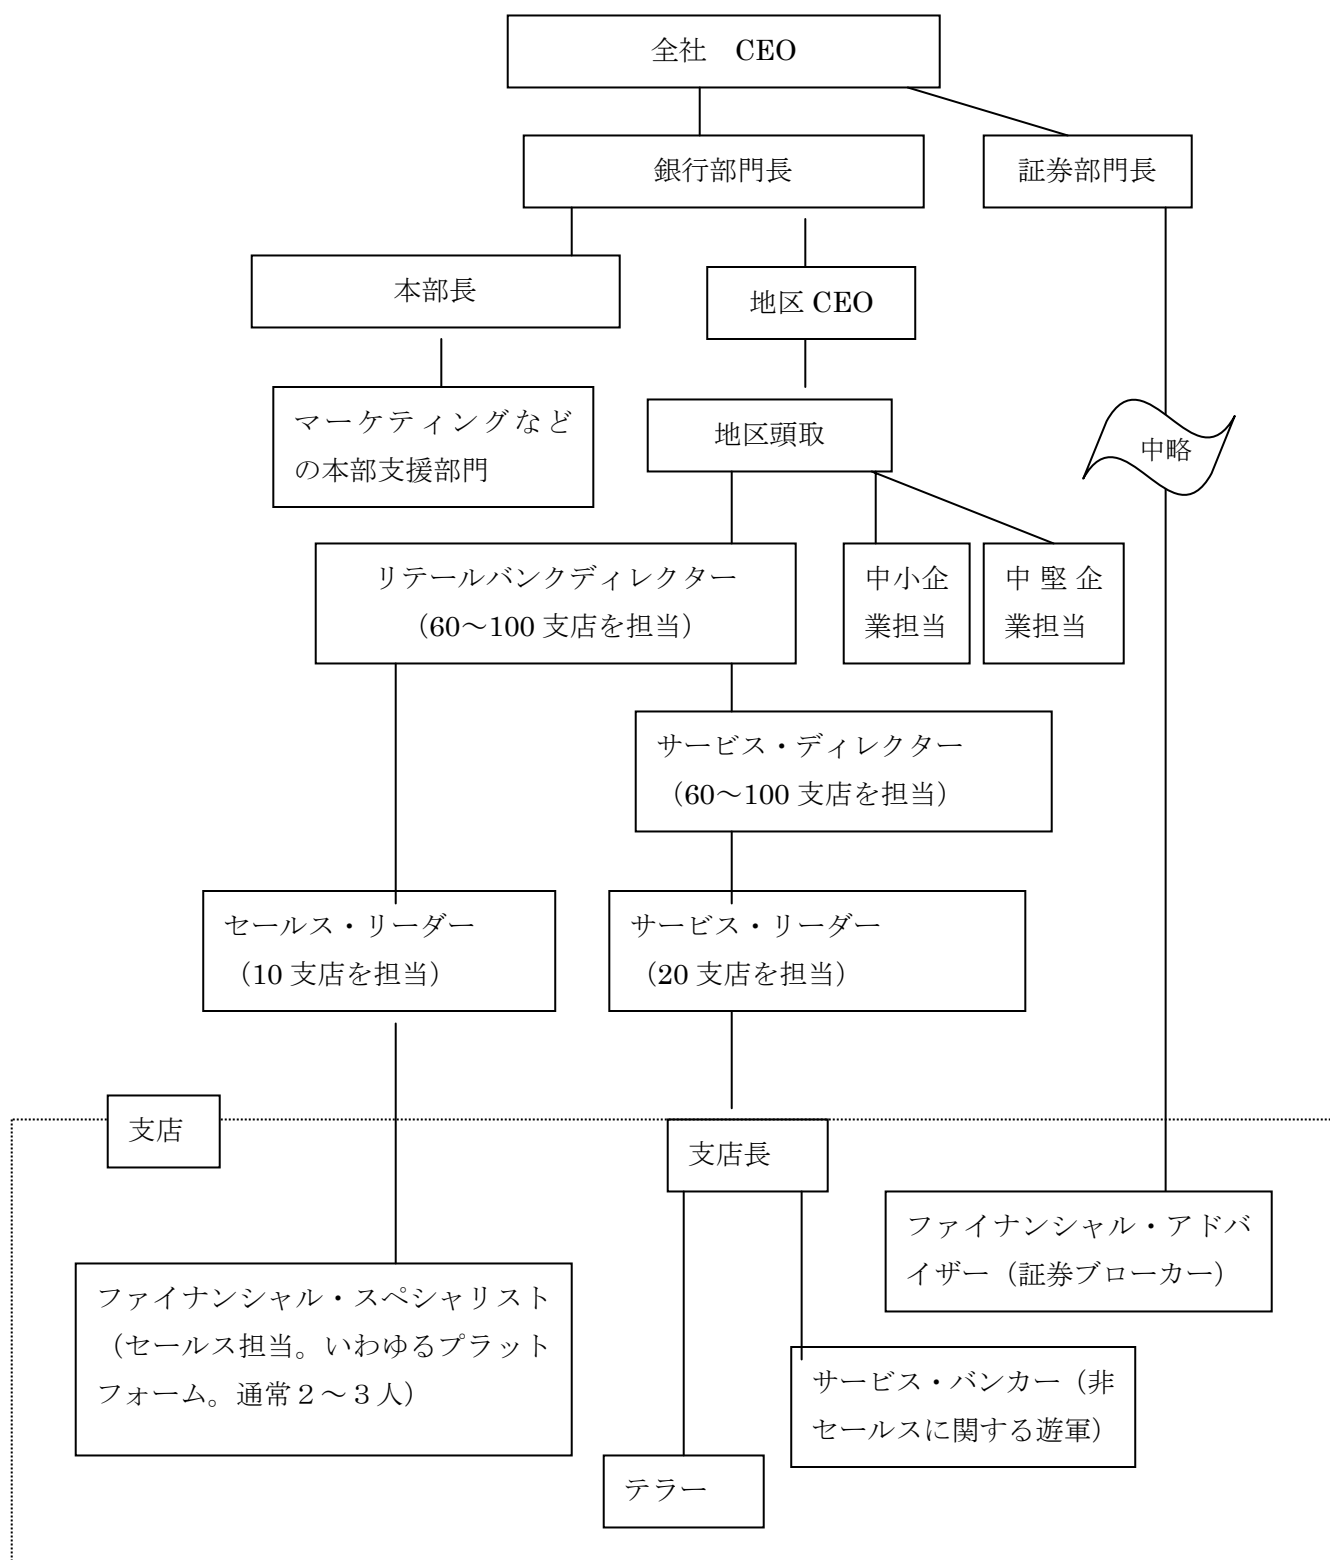 全社　CEO
銀行部門長
証券部門長
本部長
地区 CEO
マーケティングなど
の本部支援部門
地区頭取
中略
リテールバンクディレクター
（60～100 支店を担当）
中小企
業担当
中 堅 企
業担当
サービス・ディレクター
（60～100 支店を担当）
セールス・リーダー
（10 支店を担当）
サービス・リーダー
（20 支店を担当）
支店
支店長
ファイナンシャル・アドバ
イザー（証券ブローカー）
ファイナンシャル・スペシャリスト
（セールス担当。いわゆるプラット
フォーム。通常２～３人）
サービス・バンカー（非
セールスに関する遊軍）
テラー